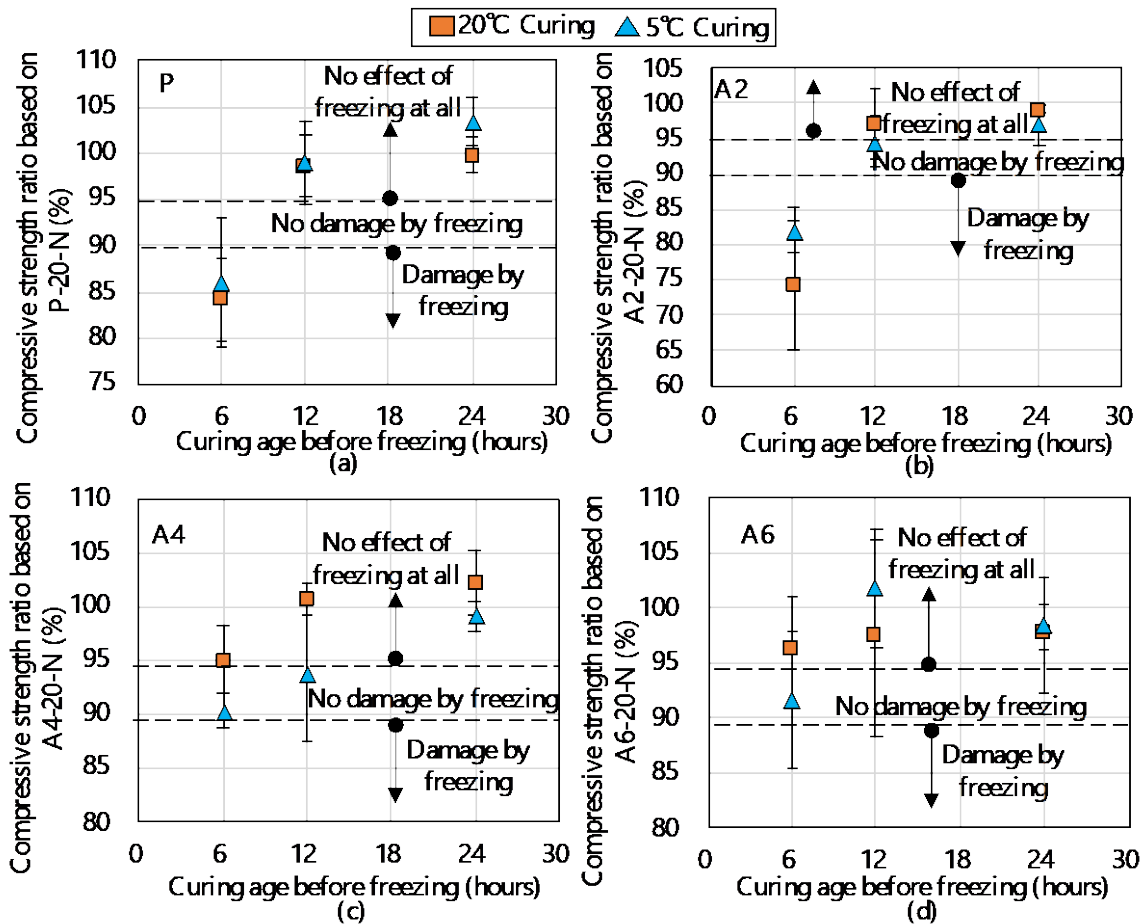 20℃ Curing 5℃ Curing
Compressive strength ratio based on
P-20-N (%)
110
105
100
95
90
85
80
75
P
No effect of
freezing at all
No damage by freezing
Damage by
freezing
0 6 12 18 24 30
Curing age before freezing (hours)
(a)
Compressive strength ratio based on
A2-20-N (%)
105
100
95
90
85
80
75
70
65
60
A2
No effect of
freezing at all
No damage by freezing
Damage by
freezing
0 6 12 18 24 30
Curing age before freezing (hours)
(b)
Compressive strength ratio based on
A4-20-N (%)
110
105
100
95
90
85
80
A4
No effect of
freezing at all
No damage by freezing
Damage by
freezing
0 6 12 18 24 30
Curing age before freezing (hours)
(c)
Compressive strength ratio based on
A6-20-N (%)
110
105
100
95
90
85
80
A6
No effect of
freezing at all
No damage by freezing
Damage by
freezing
0 6 12 18 24 30
Curing age before freezing (hours)
(d)